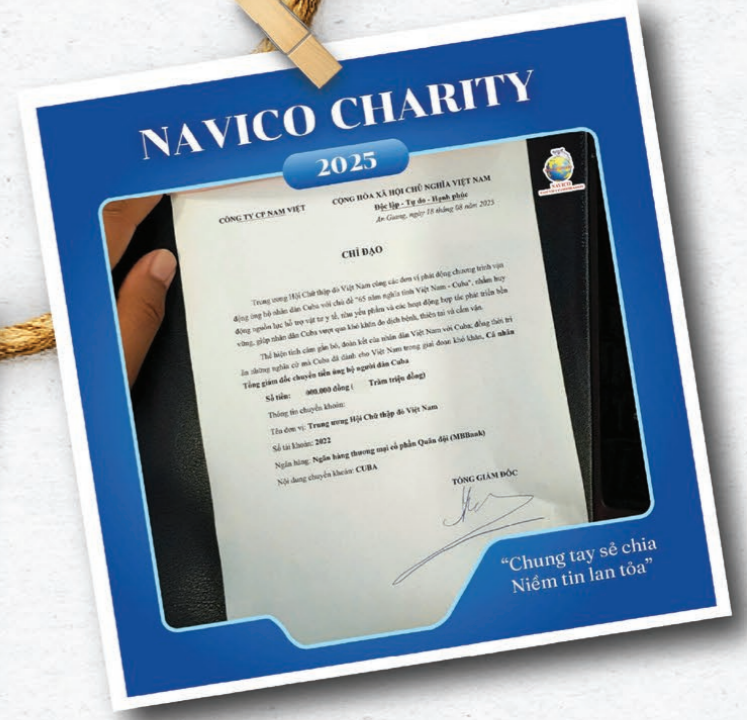 NAVICO CHARITY
2025
NAVICO
CÔNG TY CP NAM VIỆT
CỘNG HÒA XÃ HỘI CHỦ NGHĨA VIỆT NAM
Độc lập - Tự do - Hạnh phúc
An Giang, ngày 18 tháng 08 năm 2025
CHỈ ĐẠO
Trung ương Hội Chữ thập đỏ Việt Nam cùng các đơn vị phát động chương trình vận
động ủng hộ nhân dân Cuba với chủ đề "65 năm nghĩa tình Việt Nam - Cuba", nhằm huy
động nguồn lực hỗ trợ vật tư y tế, nhu yếu phẩm và các hoạt động hợp tác phát triển bền
vững, giúp nhân dân Cuba vượt qua khó khăn do dịch bệnh, thiên tai và cấm vận.
Thể hiện tình cảm gắn bó, đoàn kết của nhân dân Việt Nam với Cuba; đồng thời tri
ân những nghĩa cử mà Cuba đã dành cho Việt Nam trong giai đoạn khó khăn, Cá nhân
Tổng giám đốc chuyển tiền ủng hộ người dân Cuba
Số tiền: 000.000 đồng ( Trăm triệu đồng)
Thông tin chuyển khoản:
Tên đơn vị: Trung ương Hội Chữ thập đỏ Việt Nam
Số tài khoản: 2022
Ngân hàng: Ngân hàng thương mại cổ phần Quân đội (MBBank)
Nội dung chuyển khoản: CUBA
TỔNG GIÁM ĐỐC
"Chung tay sẻ chia
Niềm tin lan tỏa"